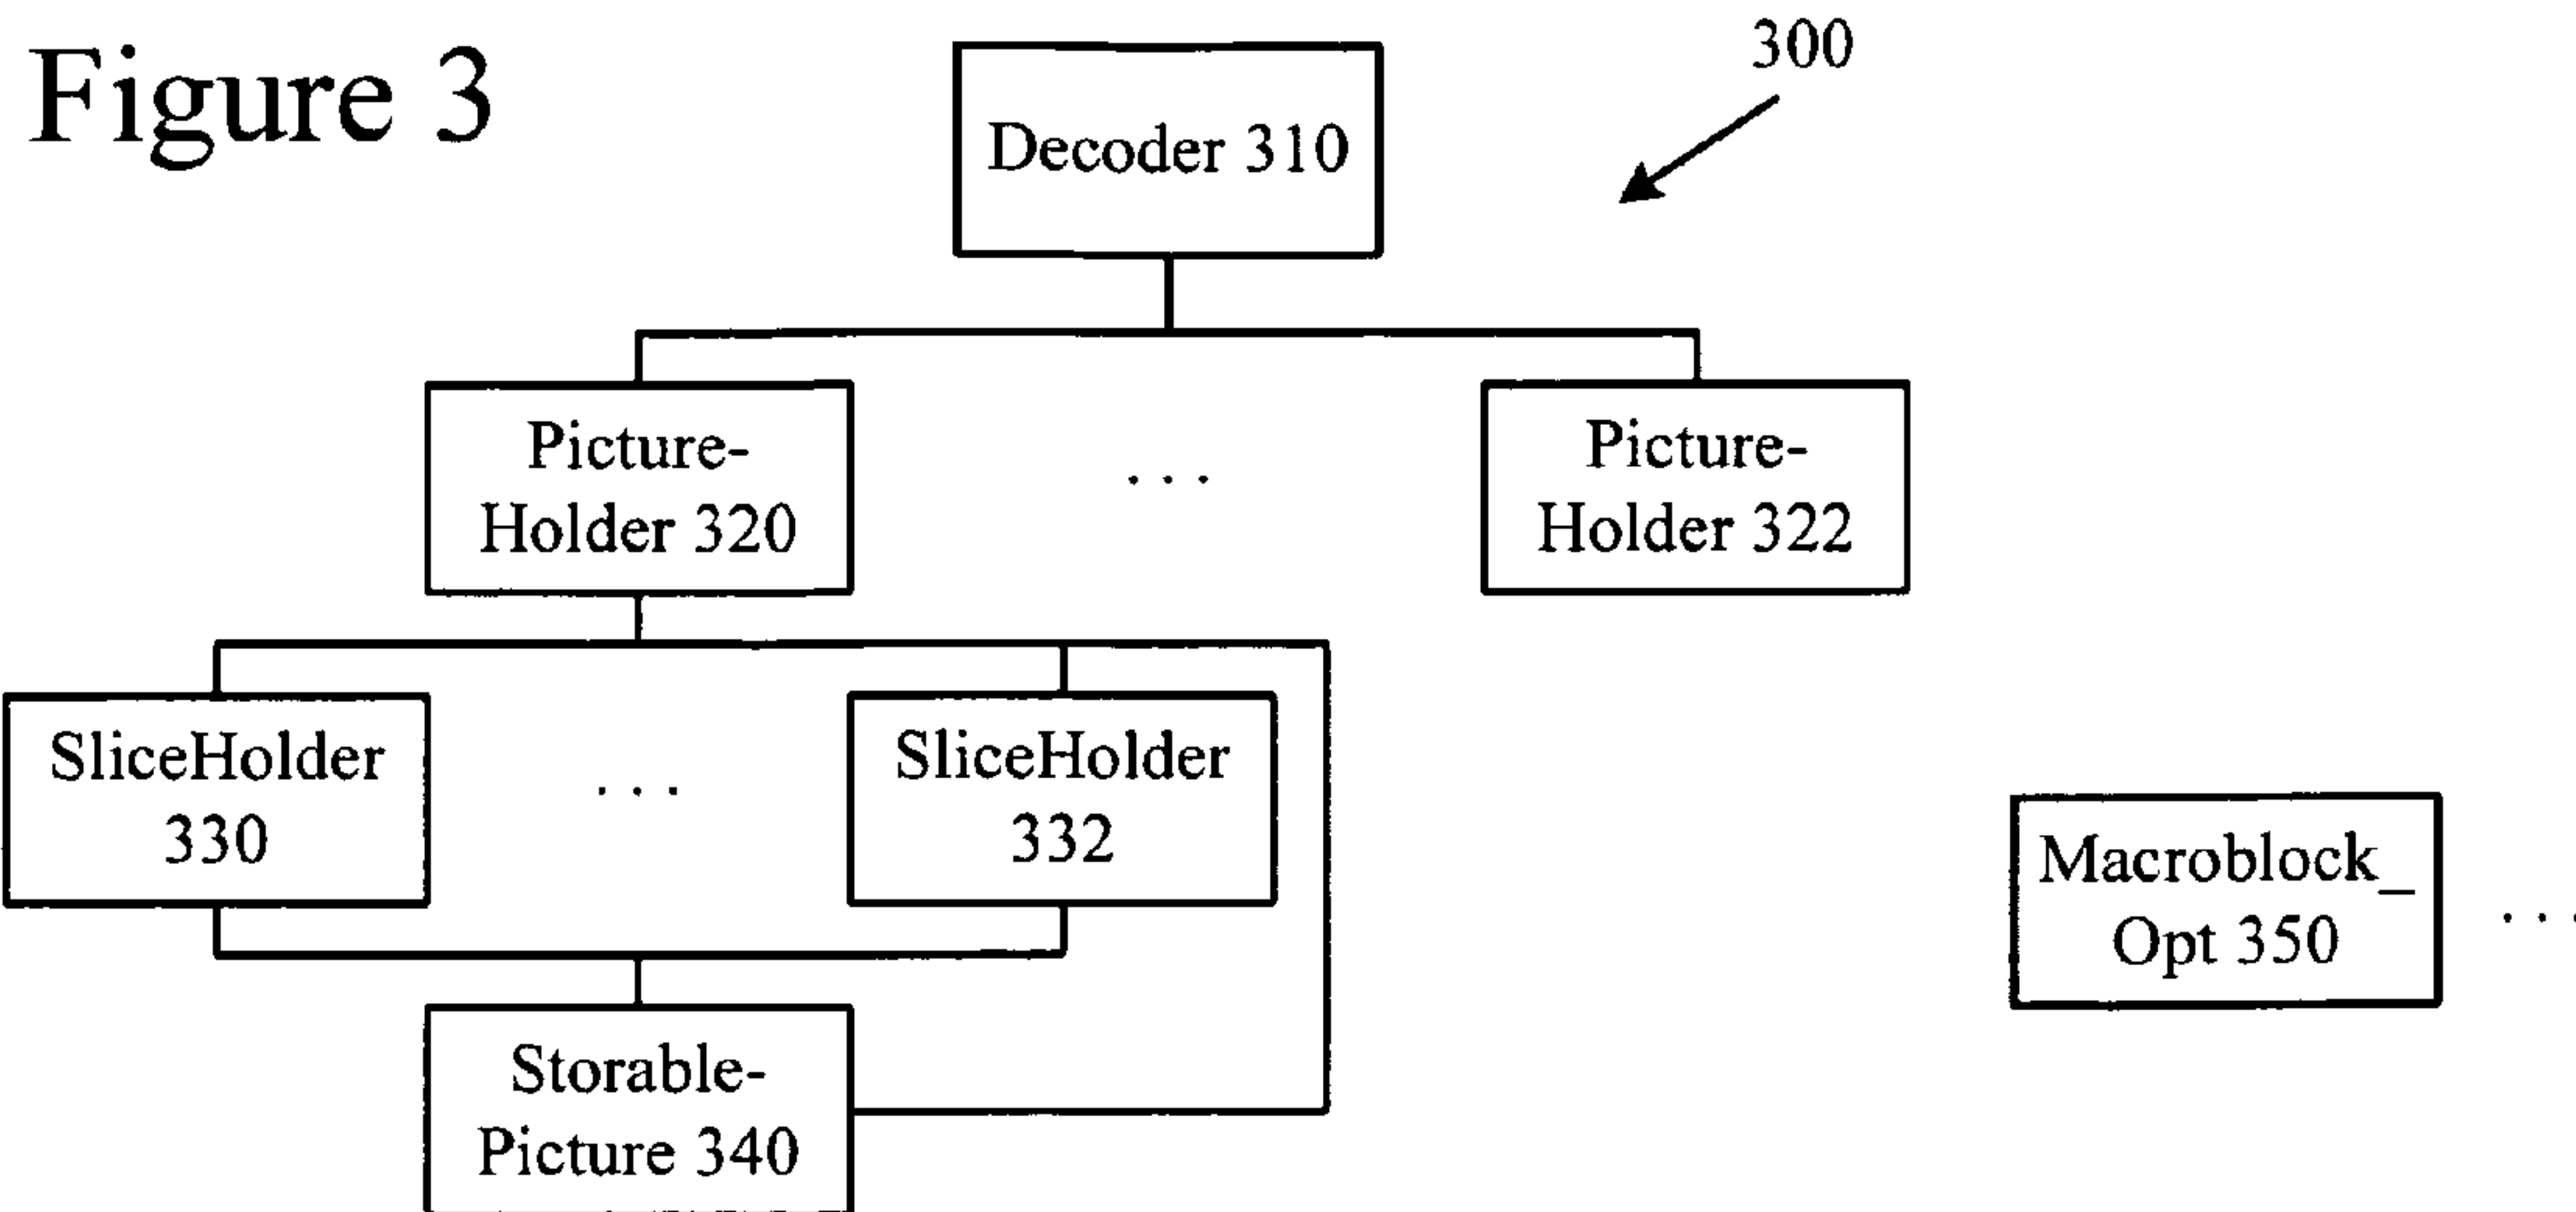 Figure 3
300
Decoder 310
Picture-
Holder 320
. . .
Picture-
Holder 322
SliceHolder
330
. . .
SliceHolder
332
Macroblock_
Opt 350
. . .
Storable-
Picture 340